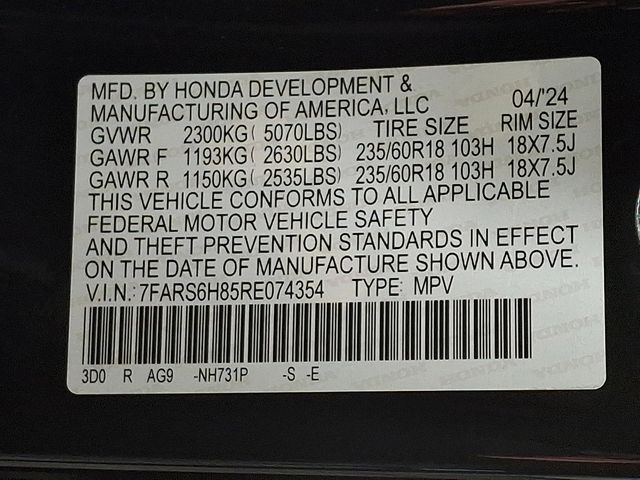 MFD. BY HONDA DEVELOPMENT &
MANUFACTURING OF AMERICA, LLC 04/'24
GVWR 2300KG( 5070LBS) TIRE SIZE RIM SIZE
GAWR F 1193KG( 2630LBS) 235/60R18 103H 18X7.5J
GAWR R 1150KG( 2535LBS) 235/60R18 103H 18X7.5J
THIS VEHICLE CONFORMS TO ALL APPLICABLE
FEDERAL MOTOR VEHICLE SAFETY
AND THEFT PREVENTION STANDARDS IN EFFECT
ON THE DATE OF MANUFACTURE SHOWN ABOVE.
V.I.N.: 7FARS6H85RE074354 TYPE: MPV
3D0 R AG9 -NH731P -S -E